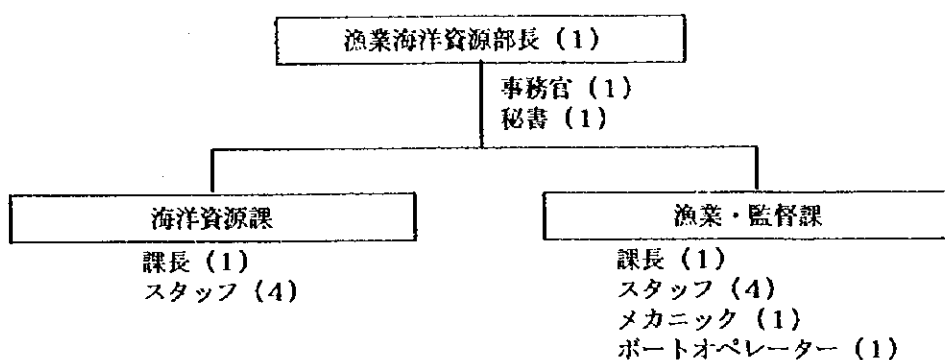 漁業海洋資源部長 (1)
事務官 (1)
秘書 (1)
海洋資源課
課長 (1)
スタッフ (4)
漁業・監督課
課長 (1)
スタッフ (4)
メカニック (1)
ボートオペレーター (1)